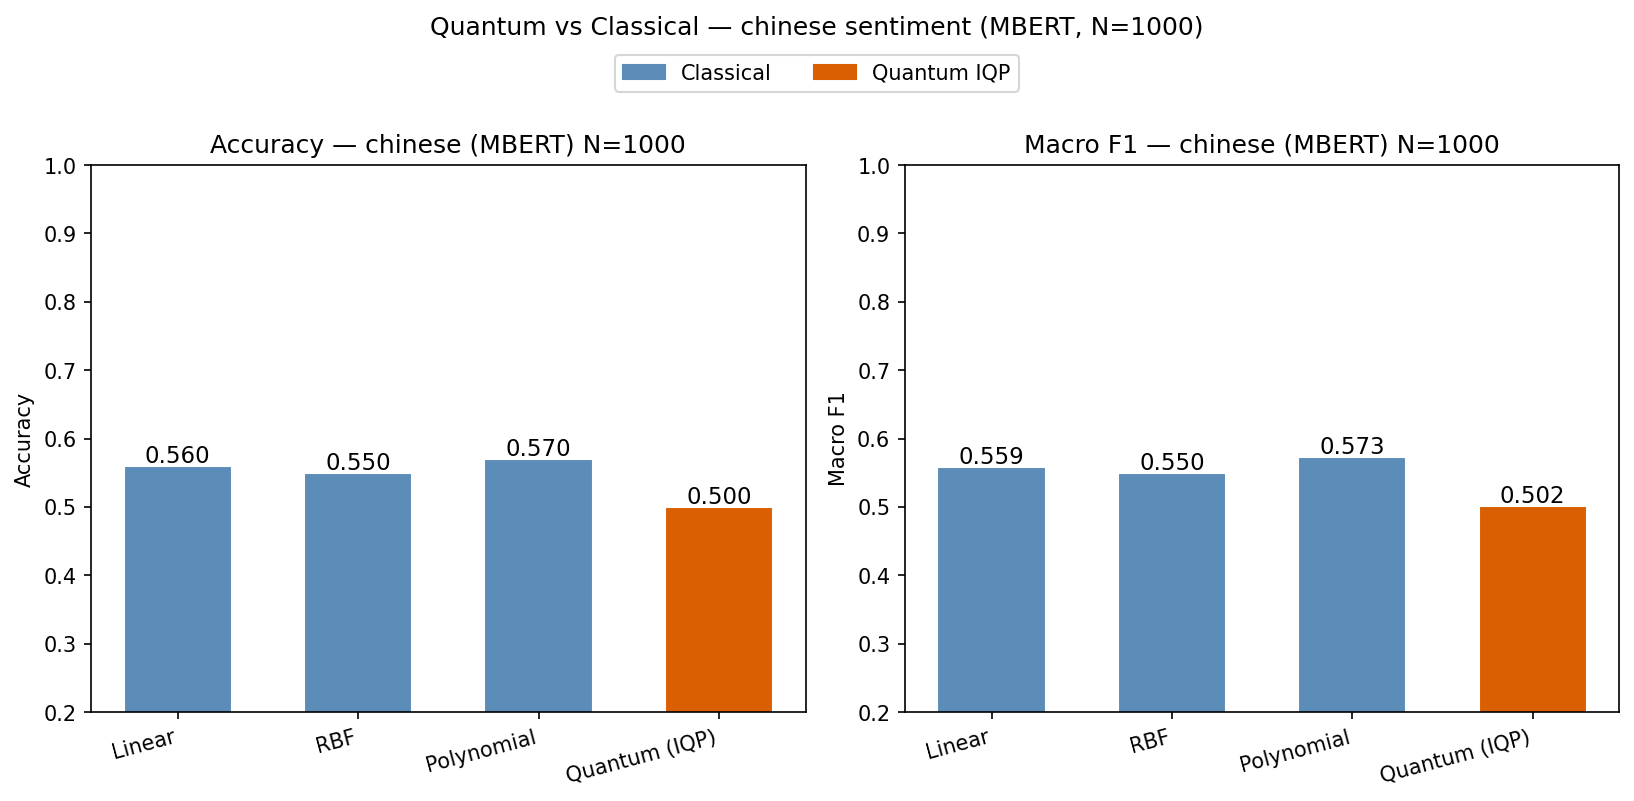 Quantum vs Classical — chinese sentiment (MBERT, N=1000)
Classical
Quantum IQP
Accuracy — chinese (MBERT) N=1000
1.0
0.9
0.8
0.7
0.6
0.5
0.4
0.3
0.2
Accuracy
0.560
0.550
0.570
0.500
Linear
RBF
Polynomial
Quantum (IQP)
Macro F1 — chinese (MBERT) N=1000
1.0
0.9
0.8
0.7
0.6
0.5
0.4
0.3
0.2
Macro F1
0.559
0.550
0.573
0.502
Linear
RBF
Polynomial
Quantum (IQP)